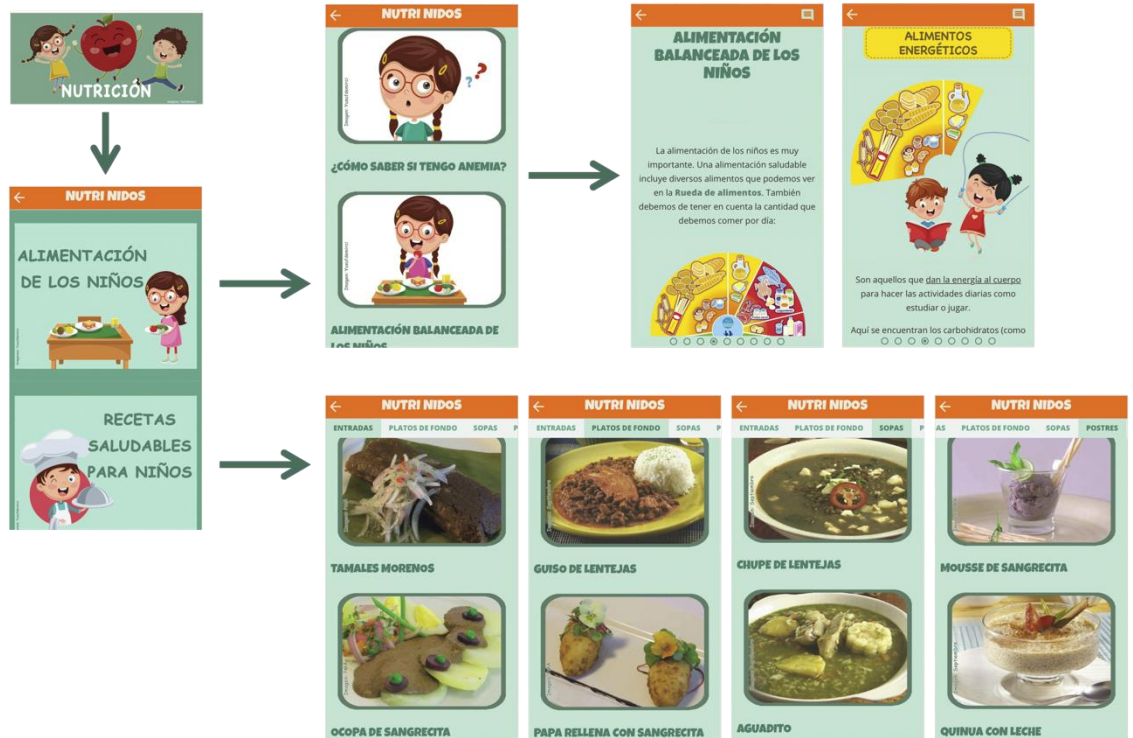 NUTRICIÓN
NUTRI NIDOS
ALIMENTACIÓN
DE LOS NIÑOS
RECETAS
SALUDABLES
PARA NIÑOS
NUTRI NIDOS
¿CÓMO SABER SI TENGO ANEMIA?
ALIMENTACIÓN BALANCEADA DE
LOS NIÑOS
ALIMENTACIÓN
BALANCEADA DE LOS
NIÑOS
La alimentación de los niños es muy
importante. Una alimentación saludable
incluye diversos alimentos que podemos ver
en la Rueda de alimentos. También
debemos de tener en cuenta la cantidad que
debemos comer por día:
ALIMENTOS
ENERGÉTICOS
Son aquellos que dan la energía al cuerpo
para hacer las actividades diarias como
estudiar o jugar.
Aquí se encuentran los carbohidratos (como
NUTRI NIDOS
ENTRADAS PLATOS DE FONDO SOPAS P
TAMALES MORENOS
OCOPA DE SANGRECITA
NUTRI NIDOS
ENTRADAS PLATOS DE FONDO SOPAS P
GUISO DE LENTEJAS
PAPA RELLENA CON SANGRECITA
NUTRI NIDOS
ENTRADAS PLATOS DE FONDO SOPAS P
CHUPE DE LENTEJAS
AGUADITO
NUTRI NIDOS
AS PLATOS DE FONDO SOPAS POSTRES
MOUSSE DE SANGRECITA
QUINUA CON LECHE